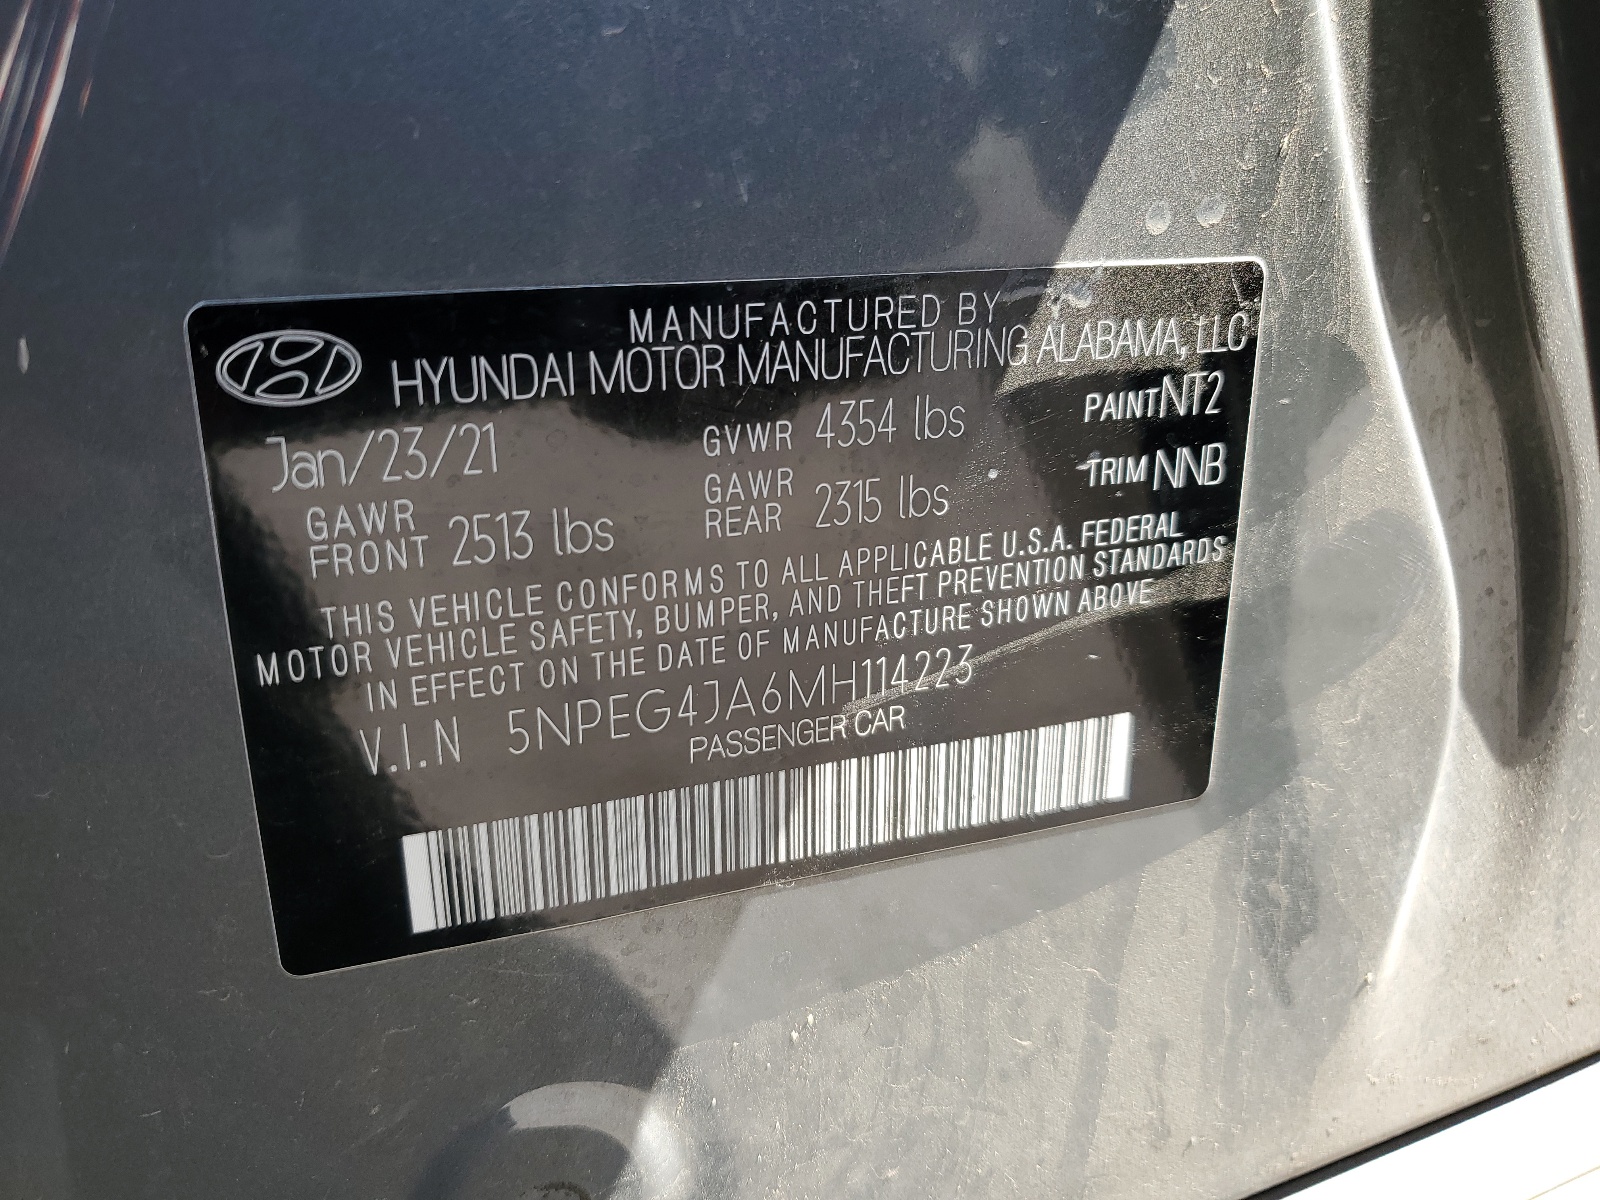 MANUFACTURED BY
HYUNDAI MOTOR MANUFACTURING ALABAMA, LLC
Jan/23/21 GVWR 4354 lbs PAINT NT2
GAWR FRONT 2513 lbs GAWR REAR 2315 lbs TRIM NNB
THIS VEHICLE CONFORMS TO ALL APPLICABLE U.S.A. FEDERAL
MOTOR VEHICLE SAFETY, BUMPER, AND THEFT PREVENTION STANDARDS
IN EFFECT ON THE DATE OF MANUFACTURE SHOWN ABOVE
V.I.N 5NPEG4JA6MH114223
PASSENGER CAR